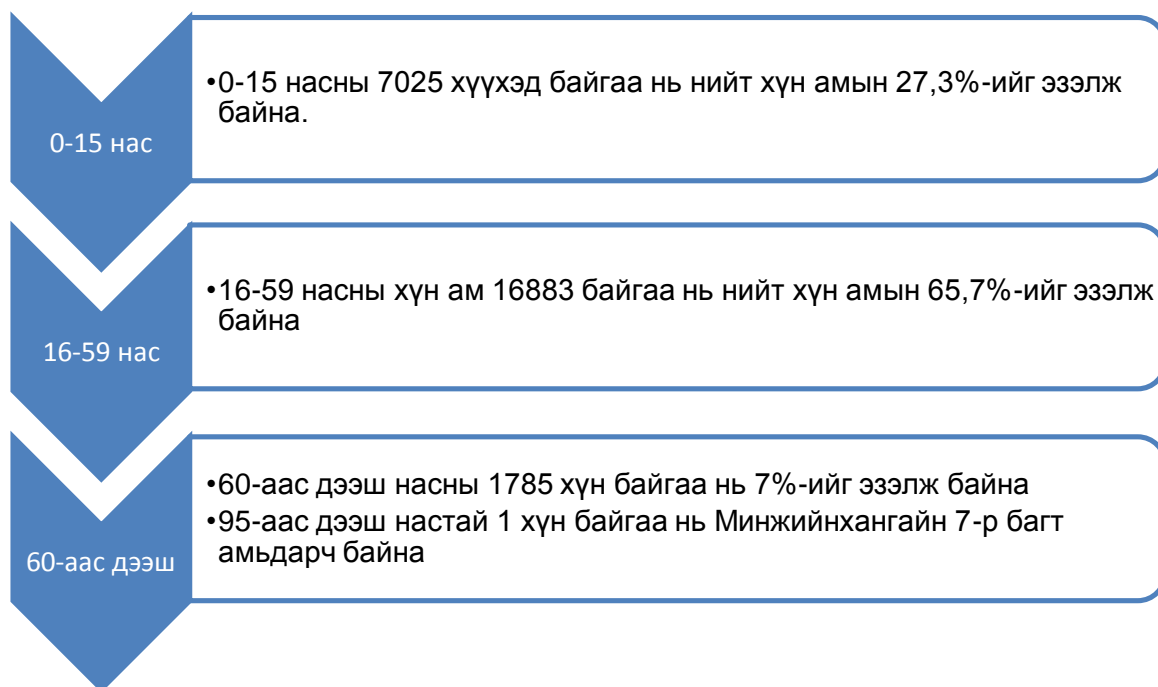 0-15 нас
•0-15 насны 7025 хүүхэд байгаа нь нийт хүн амын 27,3%-ийг эзэлж
байна.
16-59 нас
•16-59 насны хүн ам 16883 байгаа нь нийт хүн амын 65,7%-ийг эзэлж
байна
60-аас дээш
•60-аас дээш насны 1785 хүн байгаа нь 7%-ийг эзэлж байна
•95-аас дээш настай 1 хүн байгаа нь Минжийнхангайн 7-р багт
амьдарч байна